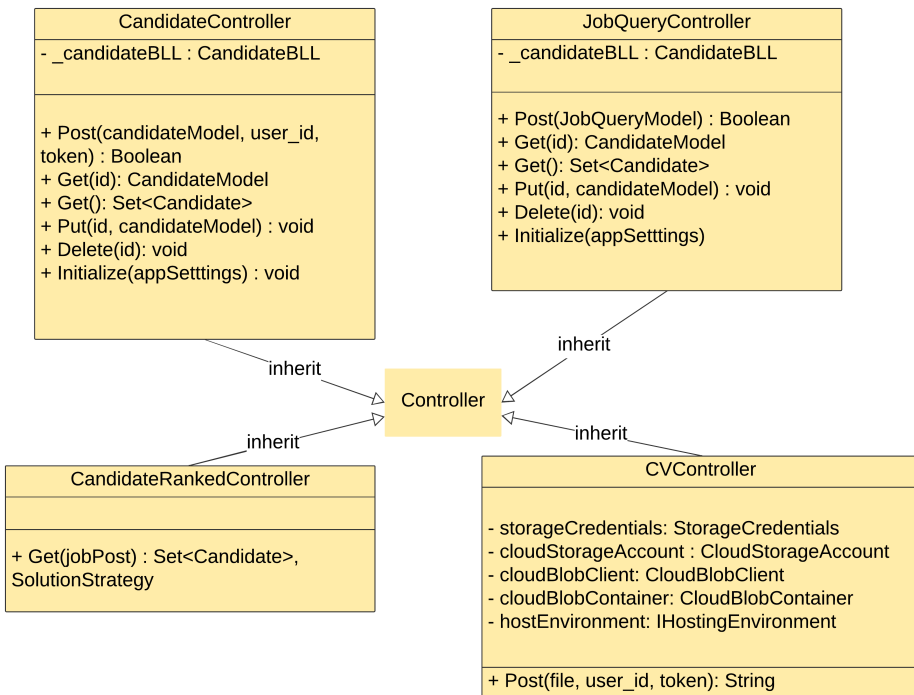 CandidateController
- _candidateBLL : CandidateBLL
+ Post(candidateModel, user_id,
token) : Boolean
+ Get(id): CandidateModel
+ Get(): Set<Candidate>
+ Put(id, candidateModel) : void
+ Delete(id): void
+ Initialize(appSetttings) : void
JobQueryController
- _candidateBLL : CandidateBLL
+ Post(JobQueryModel) : Boolean
+ Get(id): CandidateModel
+ Get(): Set<Candidate>
+ Put(id, candidateModel) : void
+ Delete(id): void
+ Initialize(appSetttings)
inherit
inherit
Controller
inherit
inherit
CandidateRankedController
+ Get(jobPost) : Set<Candidate>,
SolutionStrategy
CVController
- storageCredentials: StorageCredentials
- cloudStorageAccount : CloudStorageAccount
- cloudBlobClient: CloudBlobClient
- cloudBlobContainer: CloudBlobContainer
- hostEnvironment: IHostingEnvironment
+ Post(file, user_id, token): String